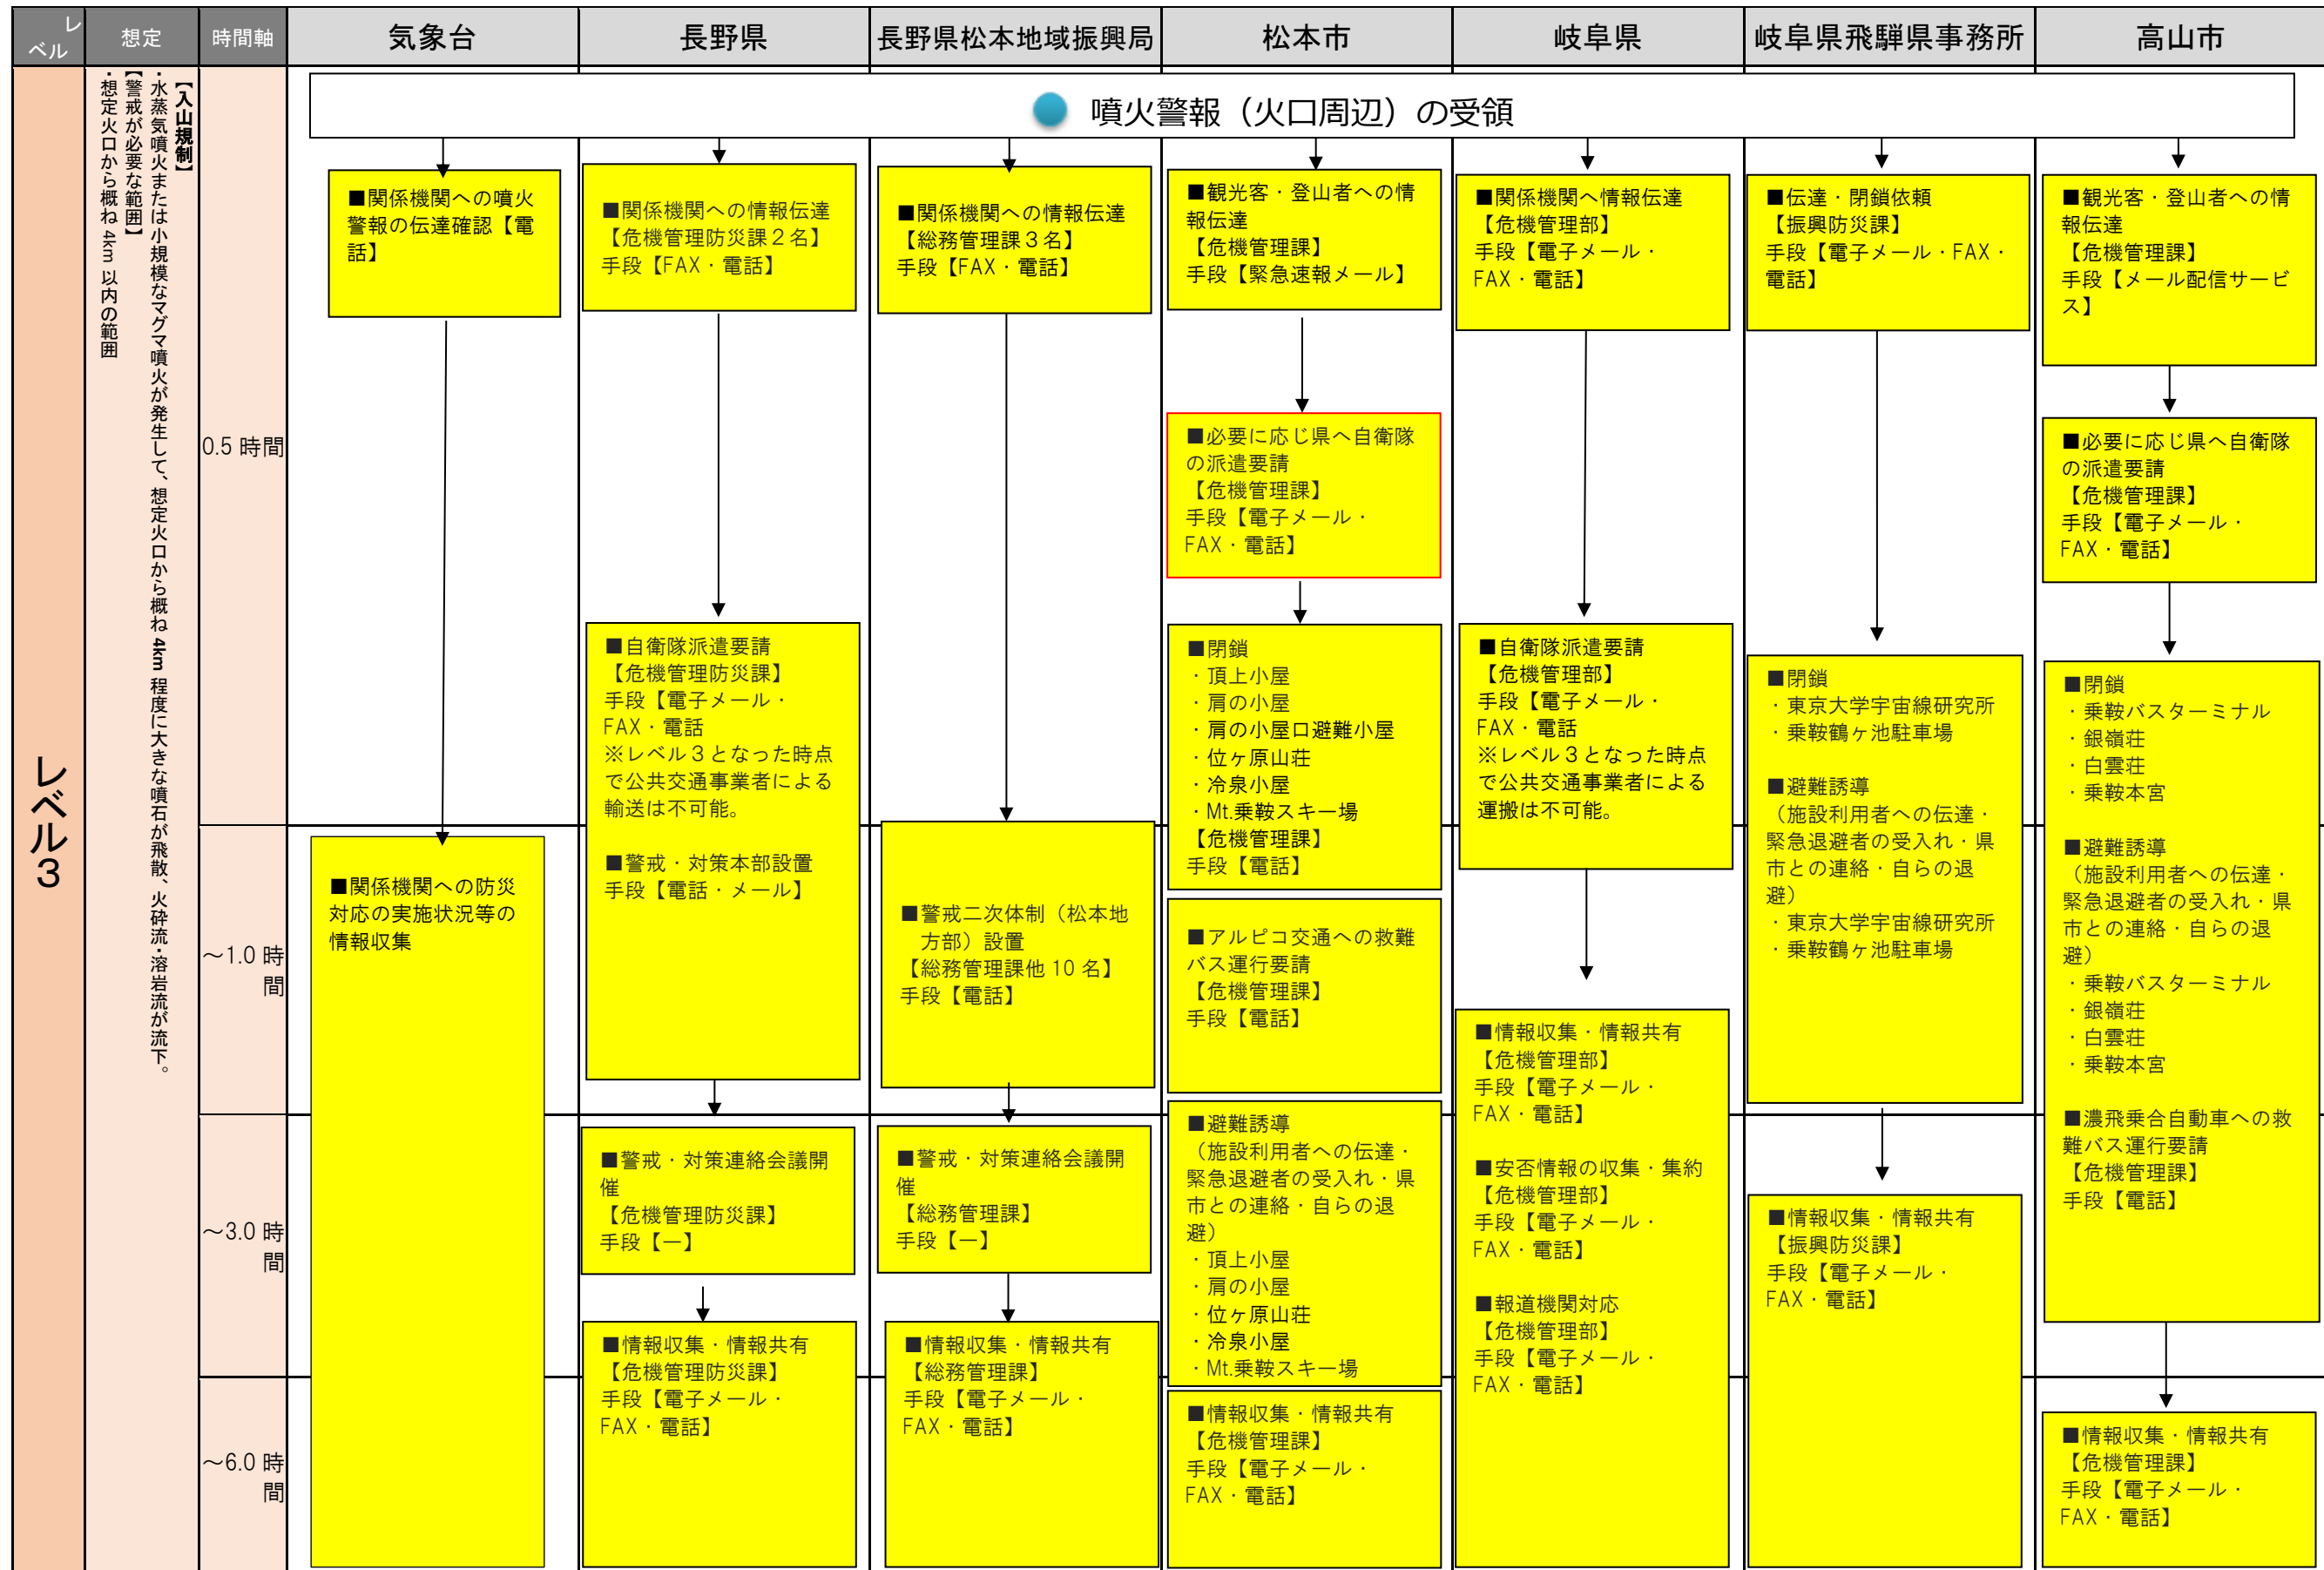 レベル
想定
時間軸
気象台
長野県
長野県松本地域振興局
松本市
岐阜県
岐阜県飛騨県事務所
高山市
レベル３
【入山規制】
・水蒸気噴火または小規模なマグマ噴火が発生して、想定火口から概ね 4km 程度に大きな噴石が飛散、火砕流・溶岩流が流下。
【警戒が必要な範囲】
・想定火口から概ね 4km 以内の範囲
0.5 時間
～1.0 時
間
～3.0 時
間
～6.0 時
間
噴火警報（火口周辺）の受領
■関係機関への噴火
警報の伝達確認【電
話】
■関係機関への防災
対応の実施状況等の
情報収集
■関係機関への情報伝達
【危機管理防災課２名】
手段【FAX・電話】
■自衛隊派遣要請
【危機管理防災課】
手段【電子メール・
FAX・電話
※レベル３となった時点
で公共交通事業者による
輸送は不可能。
■警戒・対策本部設置
手段【電話・メール】
■警戒・対策連絡会議開
催
【危機管理防災課】
手段【ー】
■情報収集・情報共有
【危機管理防災課】
手段【電子メール・
FAX・電話】
■関係機関への情報伝達
【総務管理課３名】
手段【FAX・電話】
■警戒二次体制（松本地
方部）設置
【総務管理課他 10 名】
手段【電話】
■警戒・対策連絡会議開
催
【総務管理課】
手段【ー】
■情報収集・情報共有
【総務管理課】
手段【電子メール・
FAX・電話】
■観光客・登山者への情
報伝達
【危機管理課】
手段【緊急速報メール】
■必要に応じ県へ自衛隊
の派遣要請
【危機管理課】
手段【電子メール・
FAX・電話】
■閉鎖
・頂上小屋
・肩の小屋
・肩の小屋口避難小屋
・位ヶ原山荘
・冷泉小屋
・Mt.乗鞍スキー場
【危機管理課】
手段【電話】
■アルピコ交通への救難
バス運行要請
【危機管理課】
手段【電話】
■避難誘導
（施設利用者への伝達・
緊急退避者の受入れ・県
市との連絡・自らの退
避）
・頂上小屋
・肩の小屋
・位ヶ原山荘
・冷泉小屋
・Mt.乗鞍スキー場
■情報収集・情報共有
【危機管理課】
手段【電子メール・
FAX・電話】
■関係機関へ情報伝達
【危機管理部】
手段【電子メール・
FAX・電話】
■自衛隊派遣要請
【危機管理部】
手段【電子メール・
FAX・電話
※レベル３となった時点
で公共交通事業者による
運搬は不可能。
■情報収集・情報共有
【危機管理部】
手段【電子メール・
FAX・電話】
■安否情報の収集・集約
【危機管理部】
手段【電子メール・
FAX・電話】
■報道機関対応
【危機管理部】
手段【電子メール・
FAX・電話】
■伝達・閉鎖依頼
【振興防災課】
手段【電子メール・FAX・
電話】
■閉鎖
・東京大学宇宙線研究所
・乗鞍鶴ヶ池駐車場
■避難誘導
（施設利用者への伝達・
緊急退避者の受入れ・県
市との連絡・自らの退
避）
・東京大学宇宙線研究所
・乗鞍鶴ヶ池駐車場
■情報収集・情報共有
【振興防災課】
手段【電子メール・
FAX・電話】
■観光客・登山者への情
報伝達
【危機管理課】
手段【メール配信サービ
ス】
■必要に応じ県へ自衛隊
の派遣要請
【危機管理課】
手段【電子メール・
FAX・電話】
■閉鎖
・乗鞍バスターミナル
・銀嶺荘
・白雲荘
・乗鞍本宮
■避難誘導
（施設利用者への伝達・
緊急退避者の受入れ・県
市との連絡・自らの退
避）
・乗鞍バスターミナル
・銀嶺荘
・白雲荘
・乗鞍本宮
■濃飛乗合自動車への救
難バス運行要請
【危機管理課】
手段【電話】
■情報収集・情報共有
【危機管理課】
手段【電子メール・
FAX・電話】